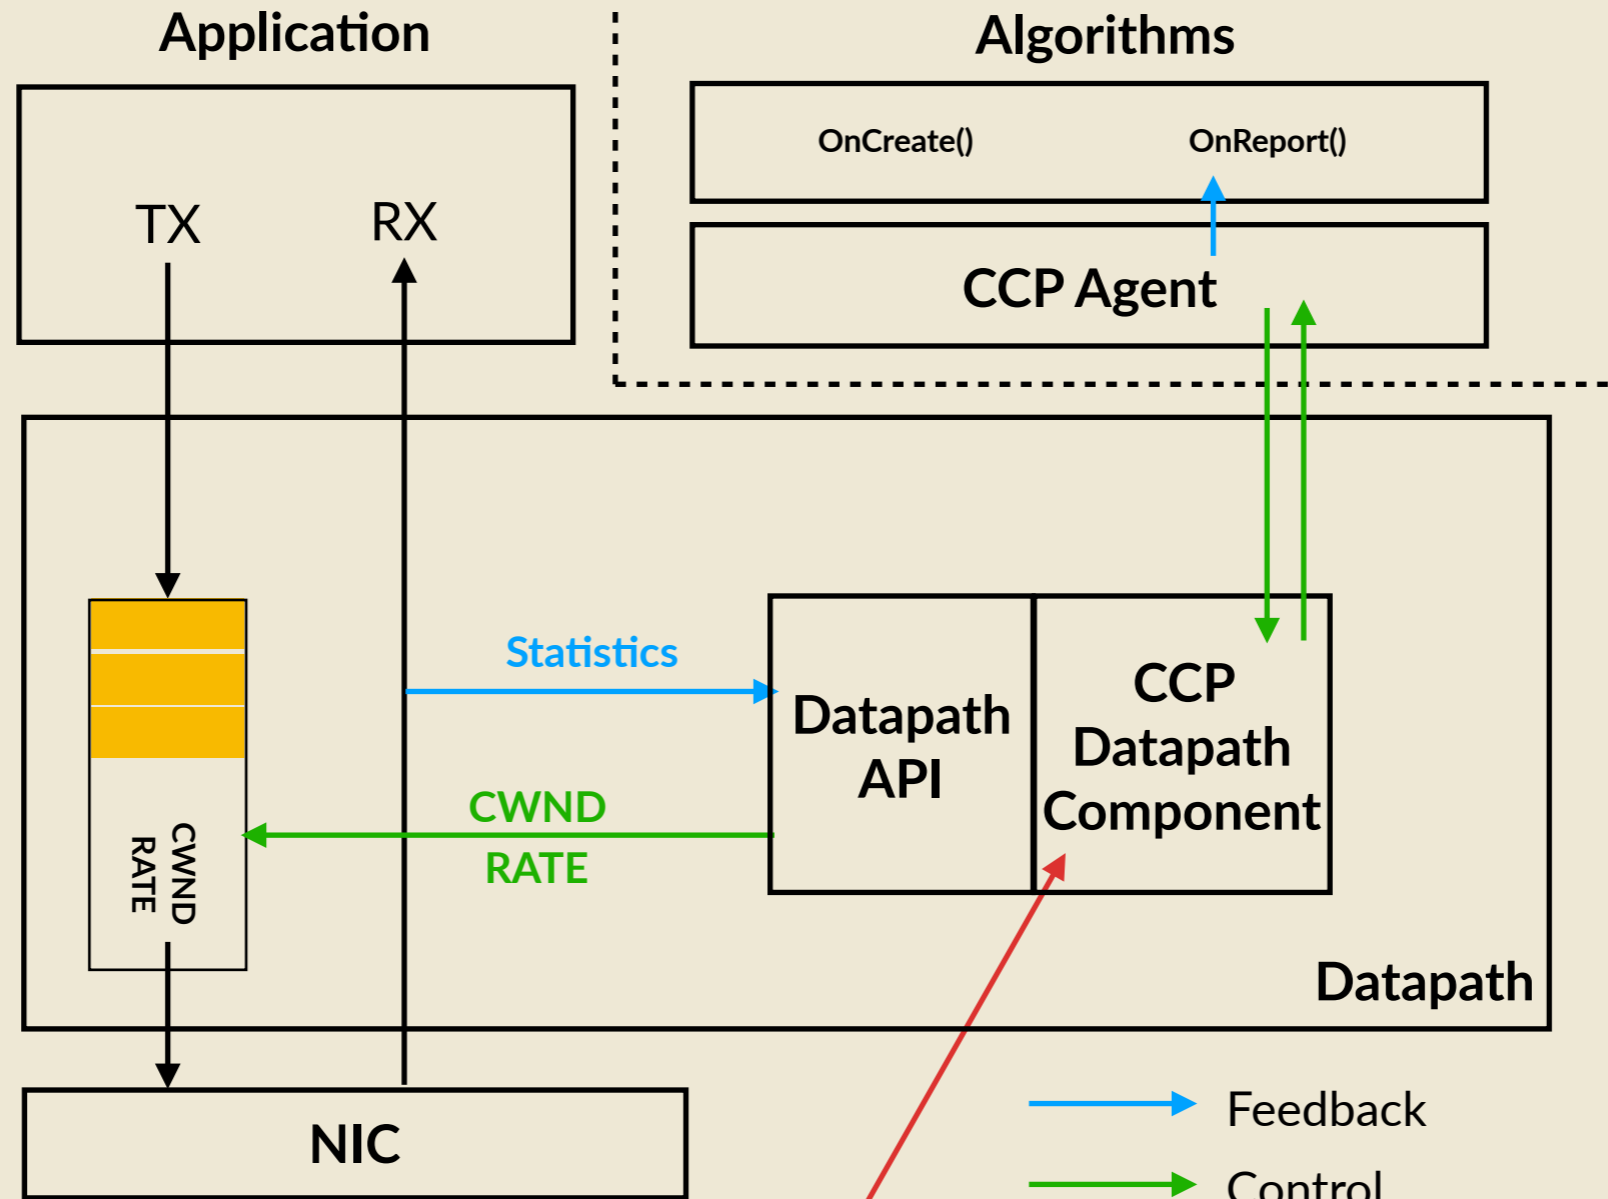 Application
Algorithms
OnCreate()
OnReport()
TX
RX
CCP Agent
Statistics
CWND
RATE
CWND
RATE
Datapath
API
CCP
Datapath
Component
Datapath
NIC
Feedback
Control